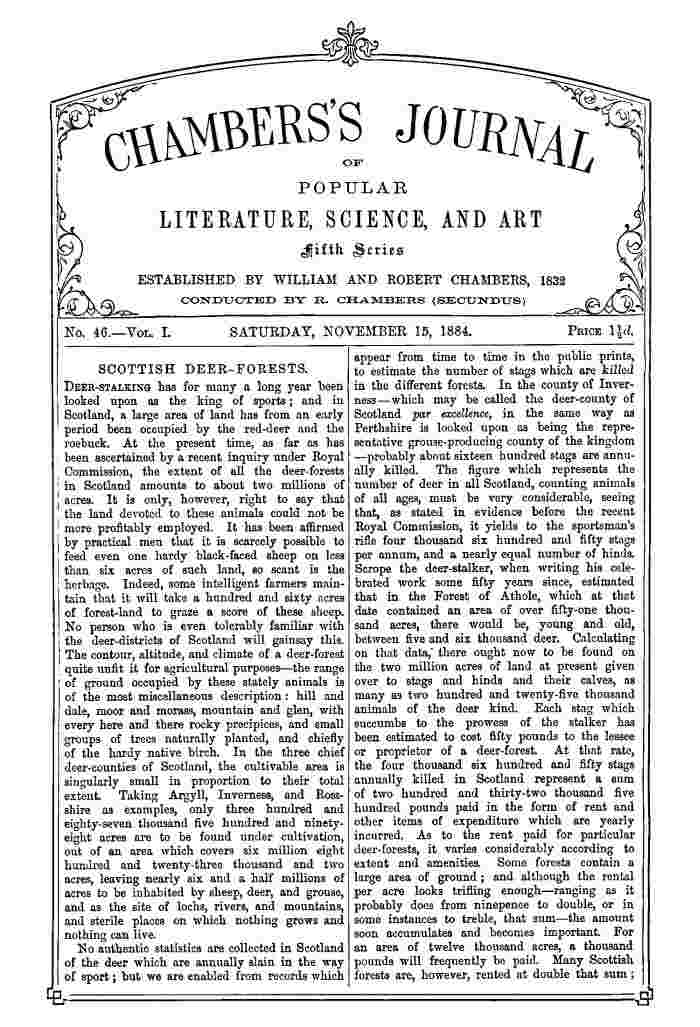 CHAMBERS'S JOURNAL
OF
POPULAR
LITERATURE, SCIENCE, AND ART
Fifth Series
ESTABLISHED BY WILLIAM AND ROBERT CHAMBERS, 1832
CONDUCTED BY R. CHAMBERS (SECUNDUS)
No. 46.—Vol. I.
SATURDAY, NOVEMBER 15, 1884.
Price 1½d.
SCOTTISH DEER-FORESTS.
Deer-stalking has for many a long year been
looked upon as the king of sports; and in
Scotland, a large area of land has from an early
period been occupied by the red-deer and the
roebuck. At the present time, as far as has
been ascertained by a recent inquiry under Royal
Commission, the extent of all the deer-forests
in Scotland amounts to about two millions of
acres. It is only, however, right to say that
the land devoted to these animals could not be
more profitably employed. It has been affirmed
by practical men that it is scarcely possible to
feed even one hardy black-faced sheep on less
than six acres of such land, so scant is the
herbage. Indeed, some intelligent farmers main-
tain that it will take a hundred and sixty acres
of forest-land to graze a score of these sheep.
No person who is even tolerably familiar with
the deer-districts of Scotland will gainsay this.
The contour, altitude, and climate of a deer-forest
quite unfit it for agricultural purposes—the range
of ground occupied by these stately animals is
of the most miscellaneous description: hill and
dale, moor and morass, mountain and glen, with
every here and there rocky precipices, and small
groups of trees naturally planted, and chiefly
of the hardy native birch. In the three chief
deer-counties of Scotland, the cultivable area is
singularly small in proportion to their total
extent. Taking Argyll, Inverness, and Ross-
shire as examples, only three hundred and
eighty-seven thousand five hundred and ninety-
eight acres are to be found under cultivation,
out of an area which covers six million eight
hundred and twenty-three thousand and two
acres, leaving nearly six and a half millions of
acres to be inhabited by sheep, deer, and grouse,
and as the site of lochs, rivers, and mountains,
and sterile places on which nothing grows and
nothing can live.
No authentic statistics are collected in Scotland
of the deer which are annually slain in the way
of sport; but we are enabled from records which
appear from time to time in the public prints,
to estimate the number of stags which are killed
in the different forests. In the county of Inver-
ness—which may be called the deer-county of
Scotland par excellence, in the same way as
Perthshire is looked upon as being the repre-
sentative grouse-producing county of the kingdom
—probably about sixteen hundred stags are annu-
ally killed. The figure which represents the
number of deer in all Scotland, counting animals
of all ages, must be very considerable, seeing
that, as stated in evidence before the recent
Royal Commission, it yields to the sportsman's
rifle four thousand six hundred and fifty stags
per annum, and a nearly equal number of hinds.
Scrope the deer-stalker, when writing his cele-
brated work some fifty years since, estimated
that in the Forest of Athole, which at that
date contained an area of over fifty-one thou-
sand acres, there would be, young and old,
between five and six thousand deer. Calculating
on that data, there ought now to be found on
the two million acres of land at present given
over to stags and hinds and their calves, as
many as two hundred and twenty-five thousand
animals of the deer kind. Each stag which
succumbs to the prowess of the stalker has
been estimated to cost fifty pounds to the lessee
or proprietor of a deer-forest. At that rate,
the four thousand six hundred and fifty stags
annually killed in Scotland represent a sum
of two hundred and thirty-two thousand five
hundred pounds paid in the form of rent and
other items of expenditure which are yearly
incurred. As to the rent paid for particular
deer-forests, it varies considerably according to
extent and amenities. Some forests contain a
large area of ground; and although the rental
per acre looks trifling enough—ranging as it
probably does from ninepence to double, or in
some instances to treble, that sum—the amount
soon accumulates and becomes important. For
an area of twelve thousand acres, a thousand
pounds will frequently be paid. Many Scottish
forests are, however, rented at double that sum;